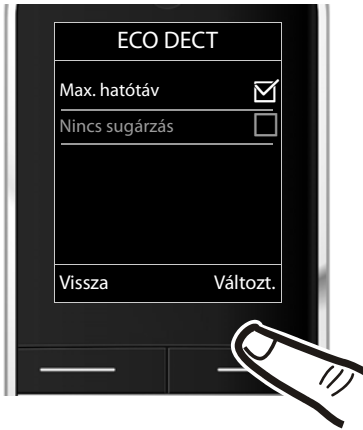 ECO DECT
Max. hatótáv
Nincs sugárzás
Vissza Változt.